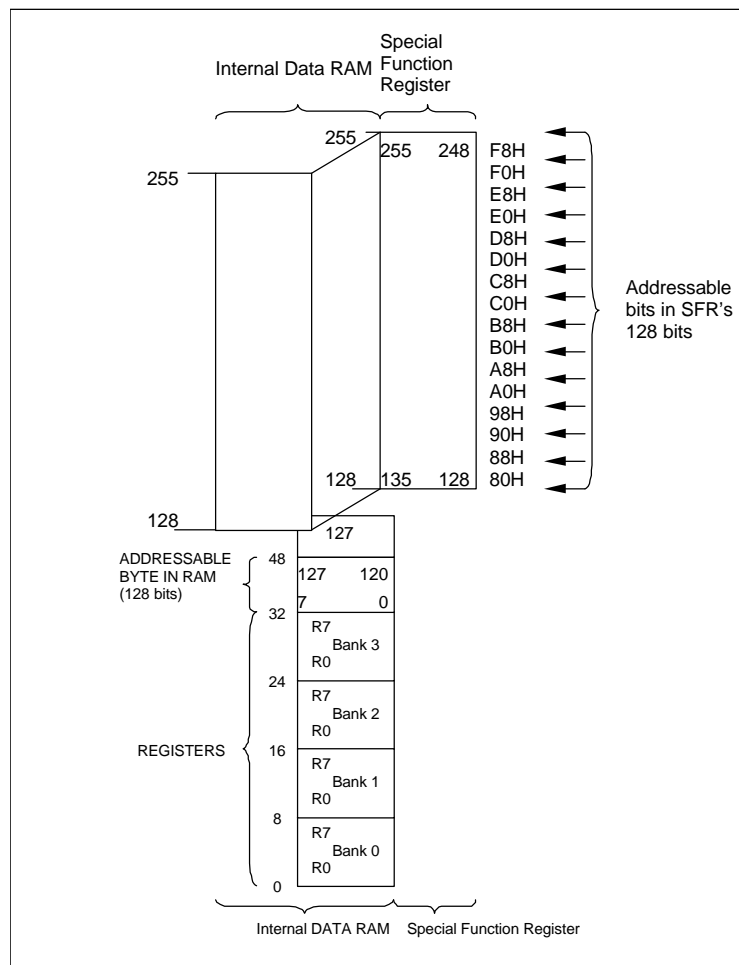 Internal Data RAM
Special
Function
Register
255
255 248
255
F8H
F0H
E8H
E0H
D8H
D0H
C8H
C0H
B8H
B0H
A8H
A0H
98H
90H
88H
80H
Addressable
bits in SFR's
128 bits
128
135 128
128
127
ADDRESSABLE
BYTE IN RAM
(128 bits)
48
127 120
7 0
32
R7
Bank 3
R0
24
R7
Bank 2
R0
REGISTERS
16
R7
Bank 1
R0
8
R7
Bank 0
R0
0
Internal DATA RAM
Special Function Register